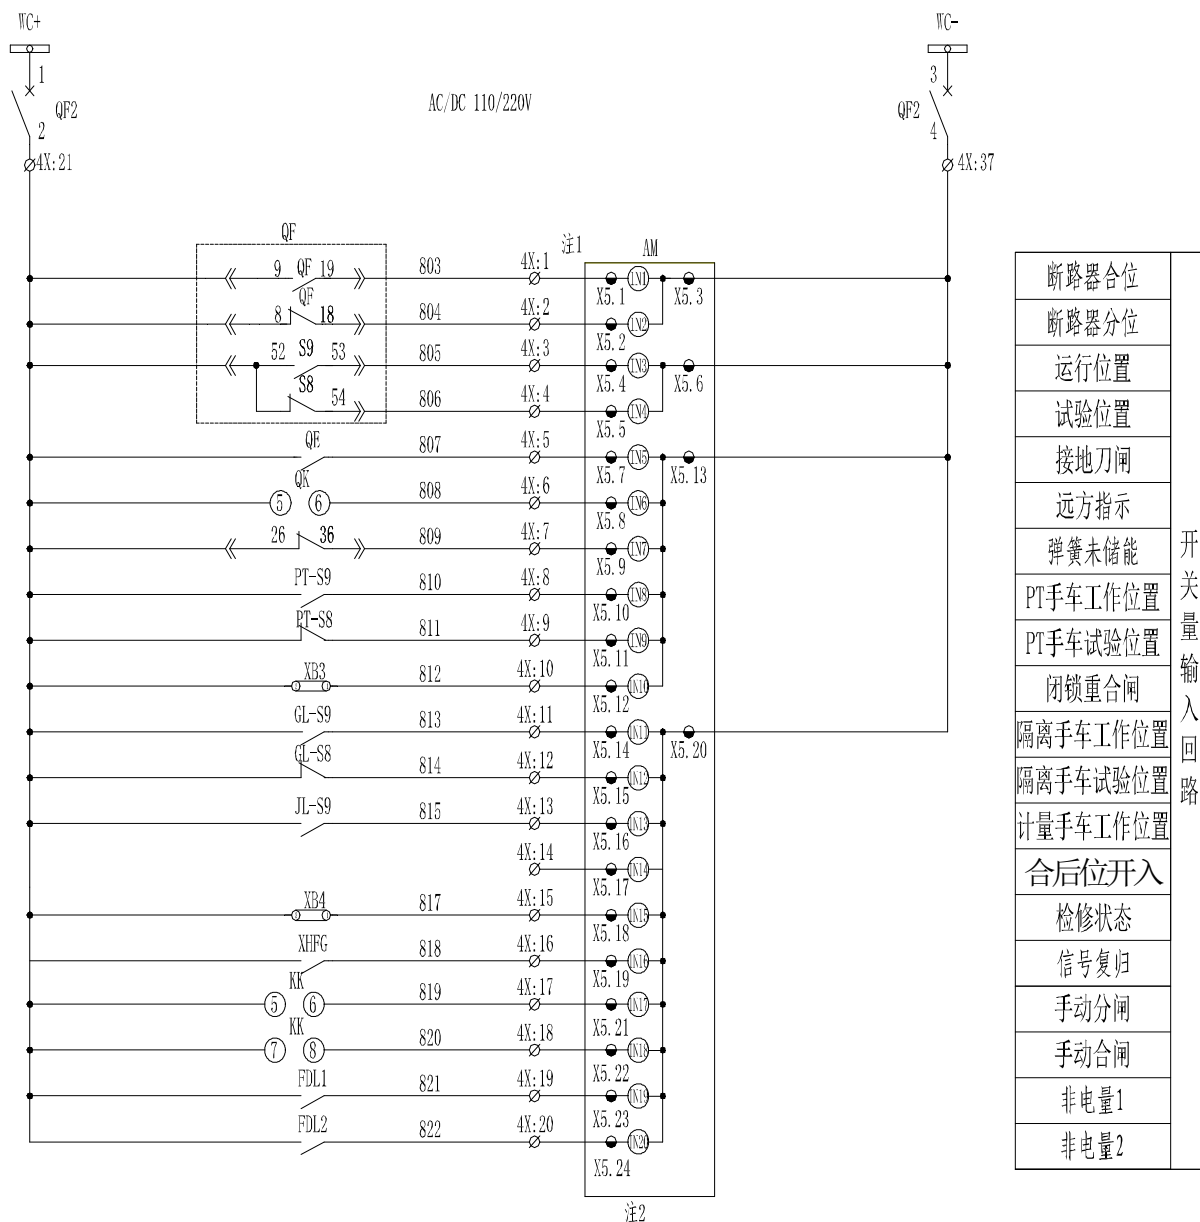 WC+ WC-
1 3
QF2 AC/DC 110/220V QF2
2 4
4X:21 4X:37
QF 注1 AM
9 QF 19 803 4X:1 X5.1 IN1 X5.3 断路器合位
8 QF 18 804 4X:2 X5.2 IN2 断路器分位
52 S9 53 805 4X:3 X5.4 IN3 X5.6 运行位置
S8 54 806 4X:4 X5.5 IN4 试验位置
QE 807 4X:5 X5.7 IN5 X5.13 接地刀闸
QK 5 6 808 4X:6 X5.8 IN6 远方指示
26 36 809 4X:7 X5.9 IN7 弹簧未储能
PT-S9 810 4X:8 X5.10 IN8 PT手车工作位置
PT-S8 811 4X:9 X5.11 IN9 PT手车试验位置
XB3 812 4X:10 X5.12 IN10 闭锁重合闸
GL-S9 813 4X:11 X5.14 IN11 X5.20 隔离手车工作位置
GL-S8 814 4X:12 X5.15 IN12 隔离手车试验位置
JL-S9 815 4X:13 X5.16 IN13 计量手车工作位置
4X:14 X5.17 IN14 合后位开入
XB4 817 4X:15 X5.18 IN15 检修状态
XHFG 818 4X:16 X5.19 IN16 信号复归
KK 5 6 819 4X:17 X5.21 IN17 手动分闸
KK 7 8 820 4X:18 X5.22 IN18 手动合闸
FDL1 821 4X:19 X5.23 IN19 非电量1
FDL2 822 4X:20 X5.24 IN20 非电量2
注2
开关量输入回路